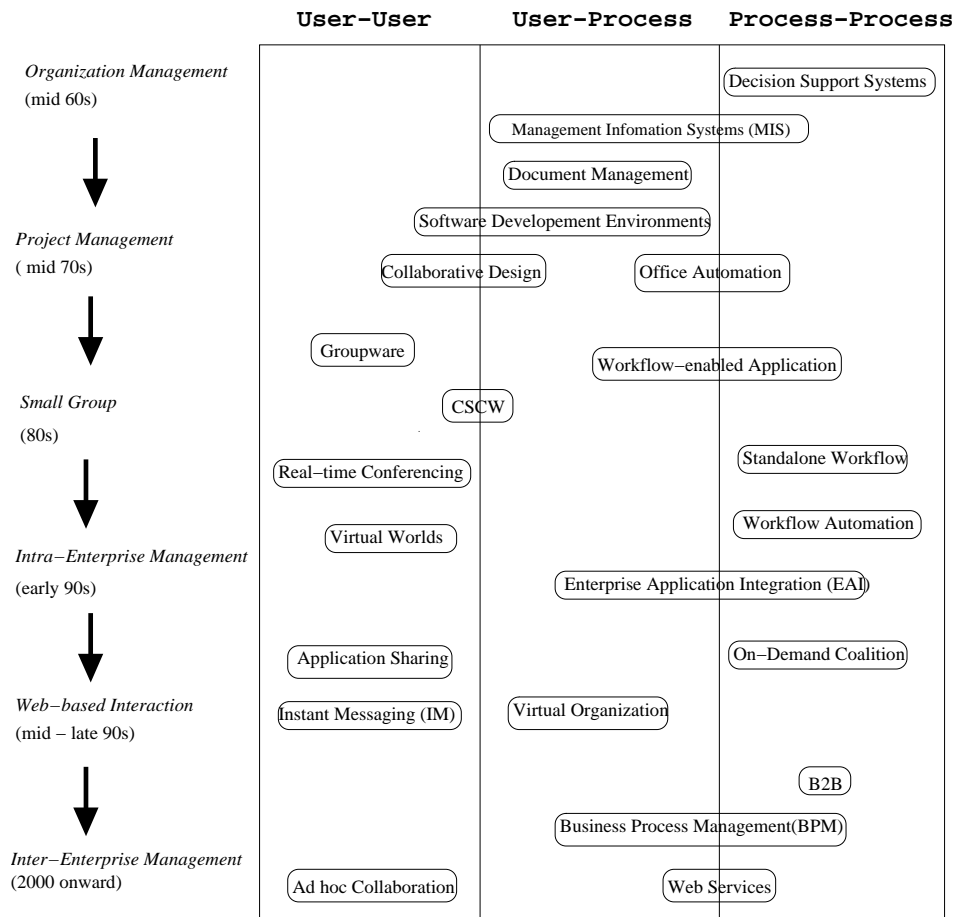 User-User User-Process Process-Process
Organization Management
(mid 60s)
Decision Support Systems
Management Infomation Systems (MIS)
Document Management
Software Developement Environments
Project Management
( mid 70s)
Collaborative Design
Office Automation
Groupware
Workflow-enabled Application
Small Group
(80s)
CSCW
Real-time Conferencing
Standalone Workflow
Virtual Worlds
Workflow Automation
Intra-Enterprise Management
(early 90s)
Enterprise Application Integration (EAI)
Application Sharing
On-Demand Coalition
Web-based Interaction
(mid - late 90s)
Instant Messaging (IM)
Virtual Organization
B2B
Business Process Management(BPM)
Inter-Enterprise Management
(2000 onward)
Ad hoc Collaboration
Web Services